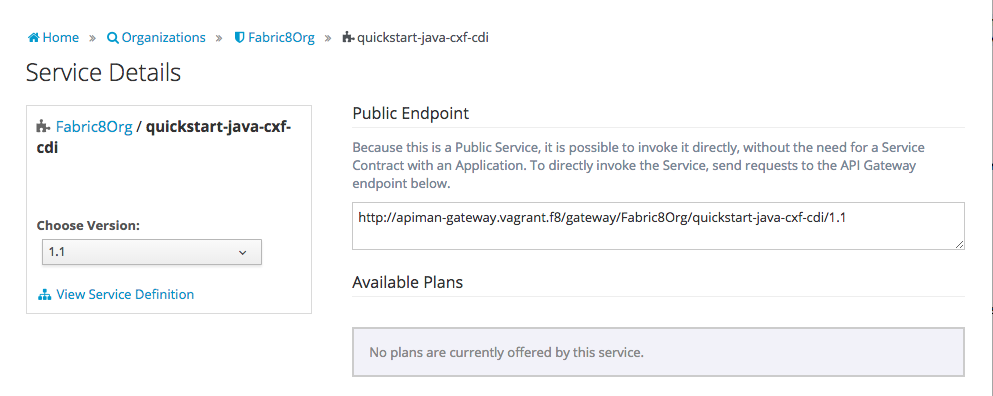 Home » Organizations » Fabric8Org » quickstart-java-cxf-cdi
Service Details
Fabric8Org / quickstart-java-cxf-
cdi
Choose Version:
1.1
View Service Definition
Public Endpoint
Because this is a Public Service, it is possible to invoke it directly, without the need for a Service
Contract with an Application. To directly invoke the Service, send requests to the API Gateway
endpoint below.
http://apiman-gateway.vagrant.f8/gateway/Fabric8Org/quickstart-java-cxf-cdi/1.1
Available Plans
No plans are currently offered by this service.